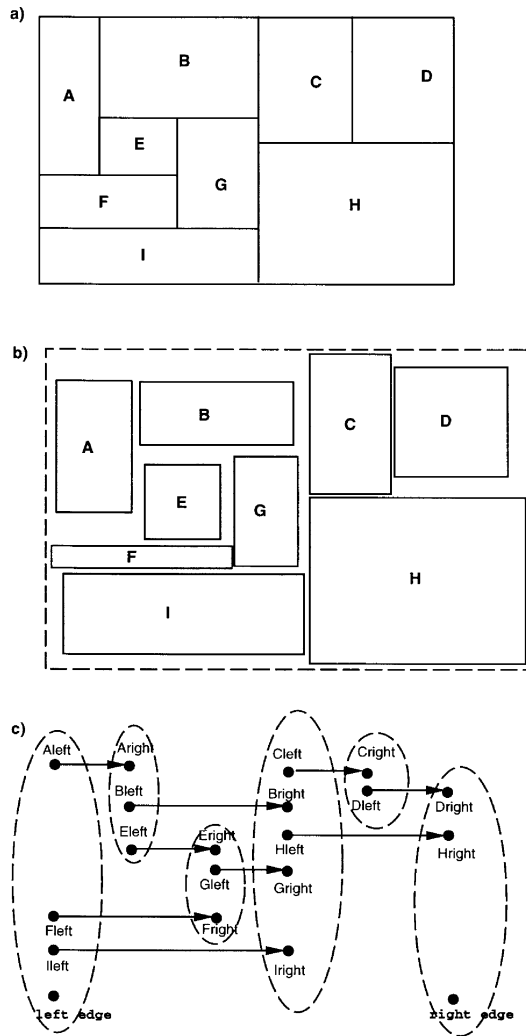 a)
A
B
C
D
E
F
G
H
I
b)
A
B
C
D
E
F
G
H
I
c)
Aleft
Aright
Cleft
Cright
Bleft
Bright
Dleft
Dright
Eleft
Eright
Hleft
Hright
Gleft
Gright
Fleft
Fright
Ileft
Iright
left edge
right edge